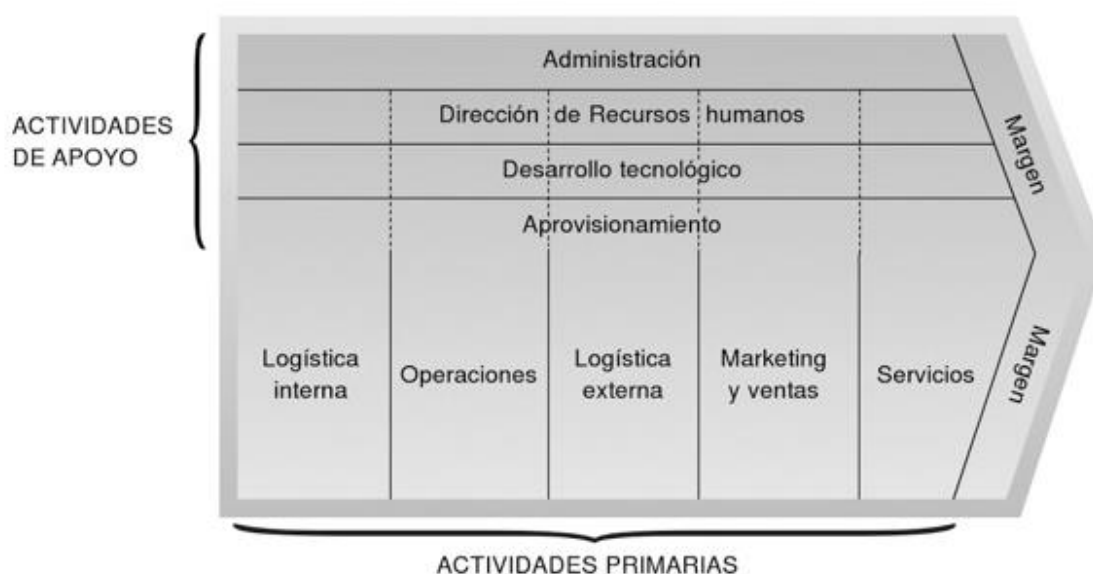 Administración
Dirección de Recursos humanos
Desarrollo tecnológico
Aprovisionamiento
ACTIVIDADES
DE APOYO
Margen
Margen
Logística
interna
Operaciones
Logística
externa
Marketing
y ventas
Servicios
ACTIVIDADES PRIMARIAS